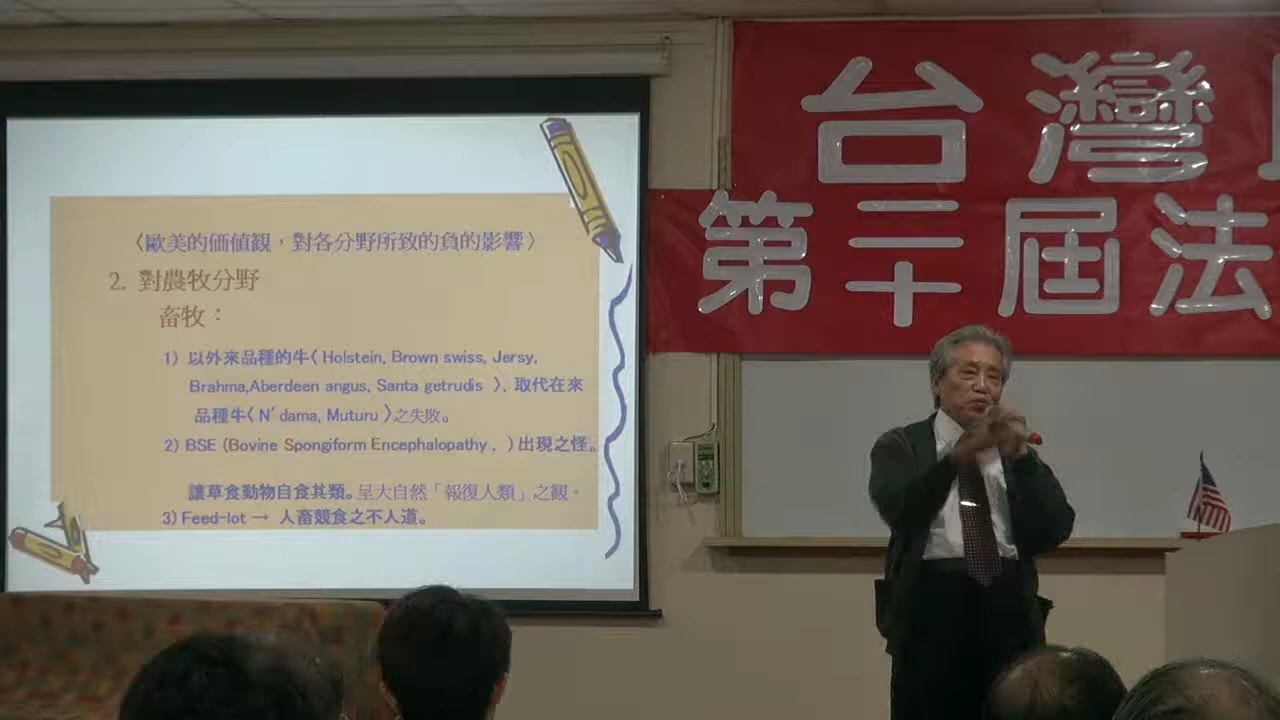 〈歐美的価値観，對各分野所致的負的影響〉
2. 對農牧分野
畜牧：
1) 以外來品種的牛( Holstein, Brown swiss, Jersy,
Brahma,Aberdeen angus, Santa getrudis ), 取代在來
品種牛( N'dama, Muturu )之失敗。
2) BSE (Bovine Spongiform Encephalopathy , ) 出現之怪。
讓草食動物自食其類。呈大自然「報復人類」之観。
3) Feed-lot → 人畜競食之不人道。
台灣
第二十屆法